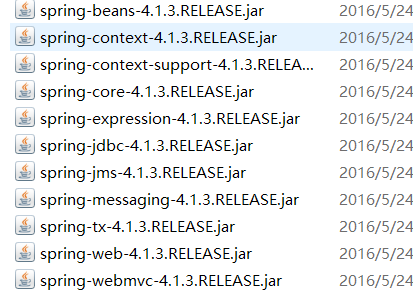 spring-beans-4.1.3.RELEASE.jar 2016/5/24
spring-context-4.1.3.RELEASE.jar 2016/5/24
spring-context-support-4.1.3.RELEA... 2016/5/24
spring-core-4.1.3.RELEASE.jar 2016/5/24
spring-expression-4.1.3.RELEASE.jar 2016/5/24
spring-jdbc-4.1.3.RELEASE.jar 2016/5/24
spring-jms-4.1.3.RELEASE.jar 2016/5/24
spring-messaging-4.1.3.RELEASE.jar 2016/5/24
spring-tx-4.1.3.RELEASE.jar 2016/5/24
spring-web-4.1.3.RELEASE.jar 2016/5/24
spring-webmvc-4.1.3.RELEASE.jar 2016/5/24